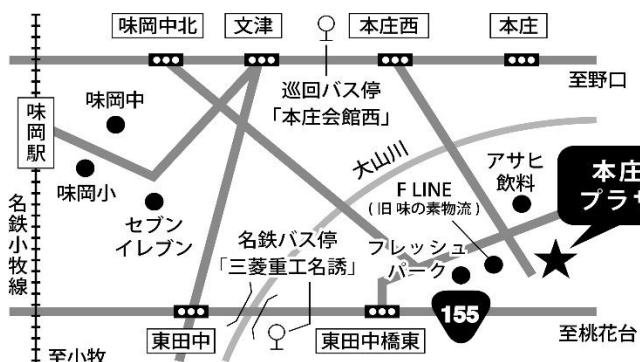 味岡中北
文津
本庄西
本庄
至野口
巡回バス停
「本庄会館西」
味岡駅
味岡中
味岡小
セブン
イレブン
名鉄小牧線
大山川
アサヒ
飲料
F LINE
(旧 味の素物流)
本庄
プラザ
名鉄バス停
「三菱重工名誘」
フレッシュ
パーク
155
東田中
東田中橋東
至桃花台
至小牧